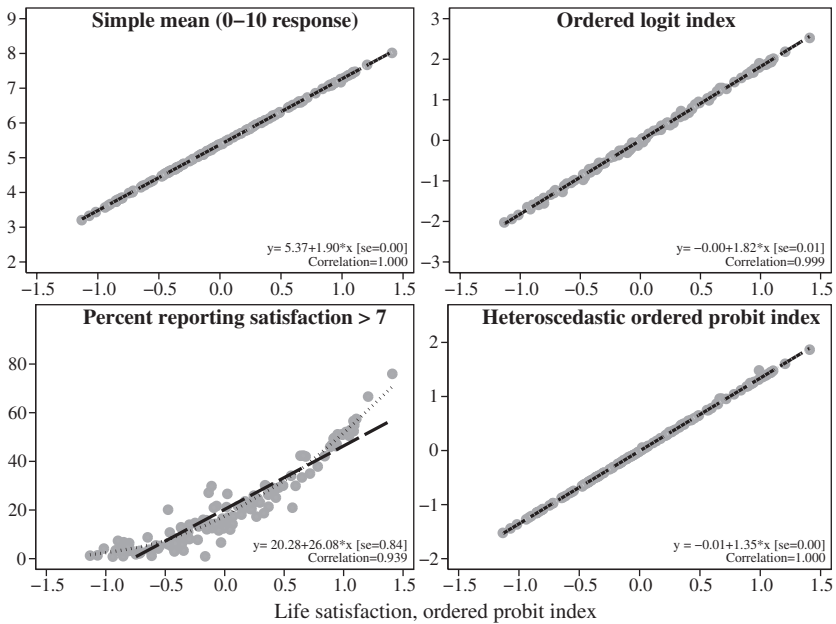 Simple mean (0–10 response)
9
8
7
6
5
4
3
2
y= 5.37+1.90*x [se=0.00]
Correlation=1.000
−1.5 −1.0 −0.5 0.0 0.5 1.0 1.5
Ordered logit index
3
2
1
0
−1
−2
−3
y= −0.00+1.82*x [se=0.01]
Correlation=0.999
−1.5 −1.0 −0.5 0.0 0.5 1.0 1.5
Percent reporting satisfaction > 7
80
60
40
20
0
y= 20.28+26.08*x [se=0.84]
Correlation=0.939
−1.5 −1.0 −0.5 0.0 0.5 1.0 1.5
Heteroscedastic ordered probit index
2
1
0
−1
−2
y = −0.01+1.35*x [se=0.00]
Correlation=1.000
−1.5 −1.0 −0.5 0.0 0.5 1.0 1.5
Life satisfaction, ordered probit index